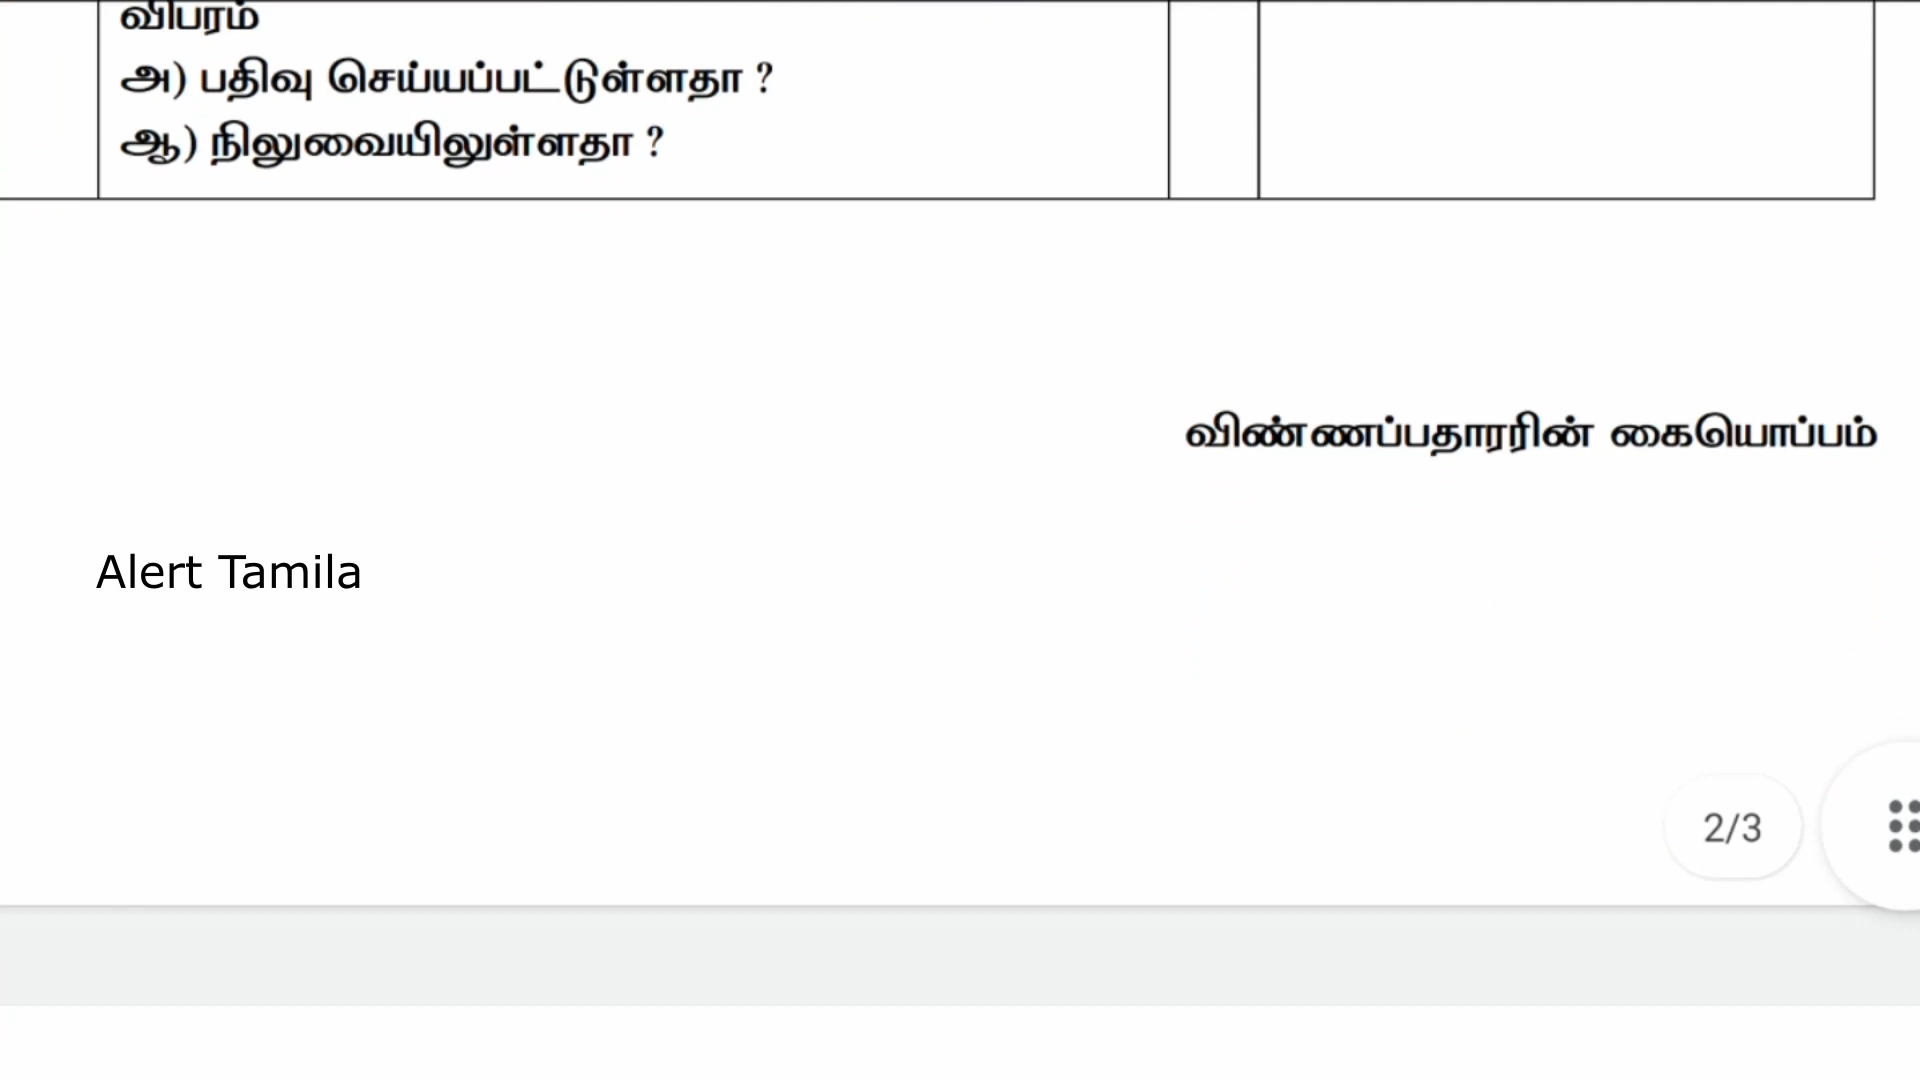 விபரம்
அ) பதிவு செய்யப்பட்டுள்ளதா ?
ஆ) நிலுவையிலுள்ளதா ?
விண்ணப்பதாரரின் கையொப்பம்
Alert Tamila
2/3